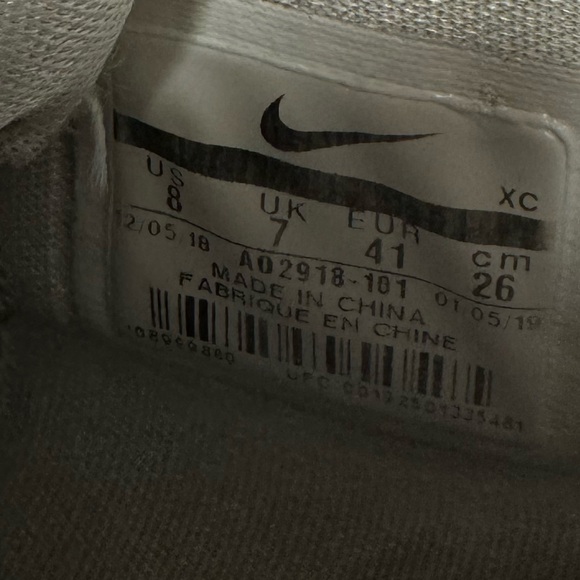 XC
US UK EUR cm
8 7 41 26
12/05/18 AO2918-101 01/05/19
MADE IN CHINA
FABRIQUE EN CHINE
UPC